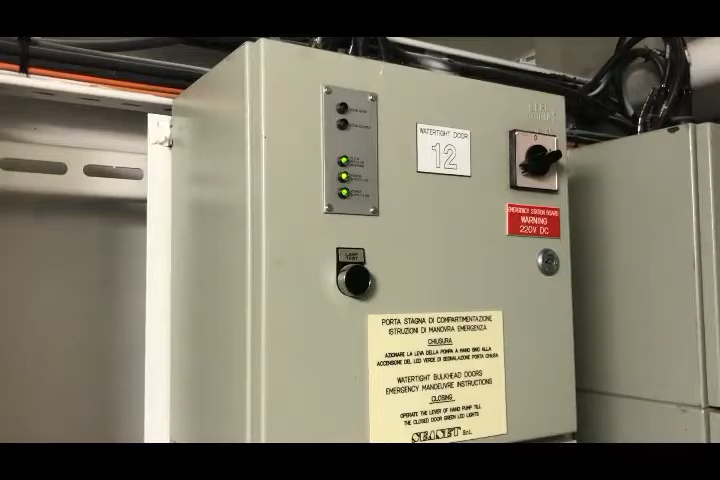 WATERTIGHT DOOR
12
EMERGENCY STATION BOARD
WARNING
220V DC
LAMP
TEST
PORTA STAGNA DI COMPARTIMENTAZIONE
ISTRUZIONI DI MANOVRA EMERGENZA
CHIUSURA
AZIONARE LA LEVA DELLA POMPA A MANO SINO ALLA
ACCENSIONE DEL LED VERDE DI SEGNALAZIONE PORTA CHIUSA
WATERTIGHT BULKHEAD DOORS
EMERGENCY MANOEUVRE INSTRUCTIONS
CLOSING
OPERATE THE LEVER OF HAND PUMP TILL
THE CLOSED DOOR GREEN LED LIGHTS
SEASET S.r.L.